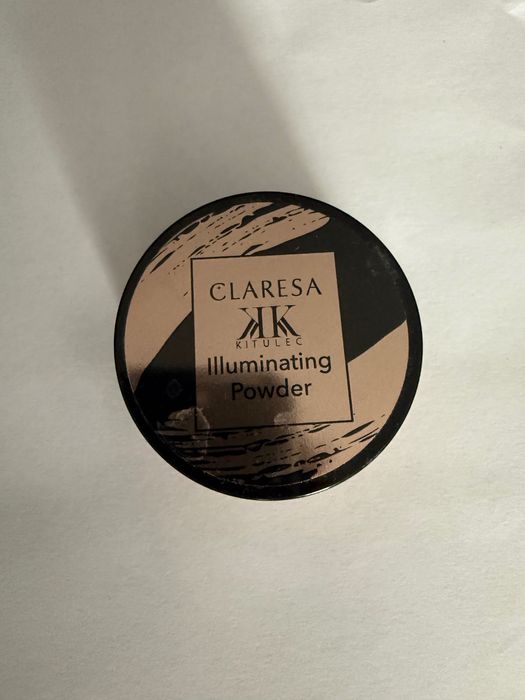 CLARESA
KK
KITULEC
Illuminating
Powder